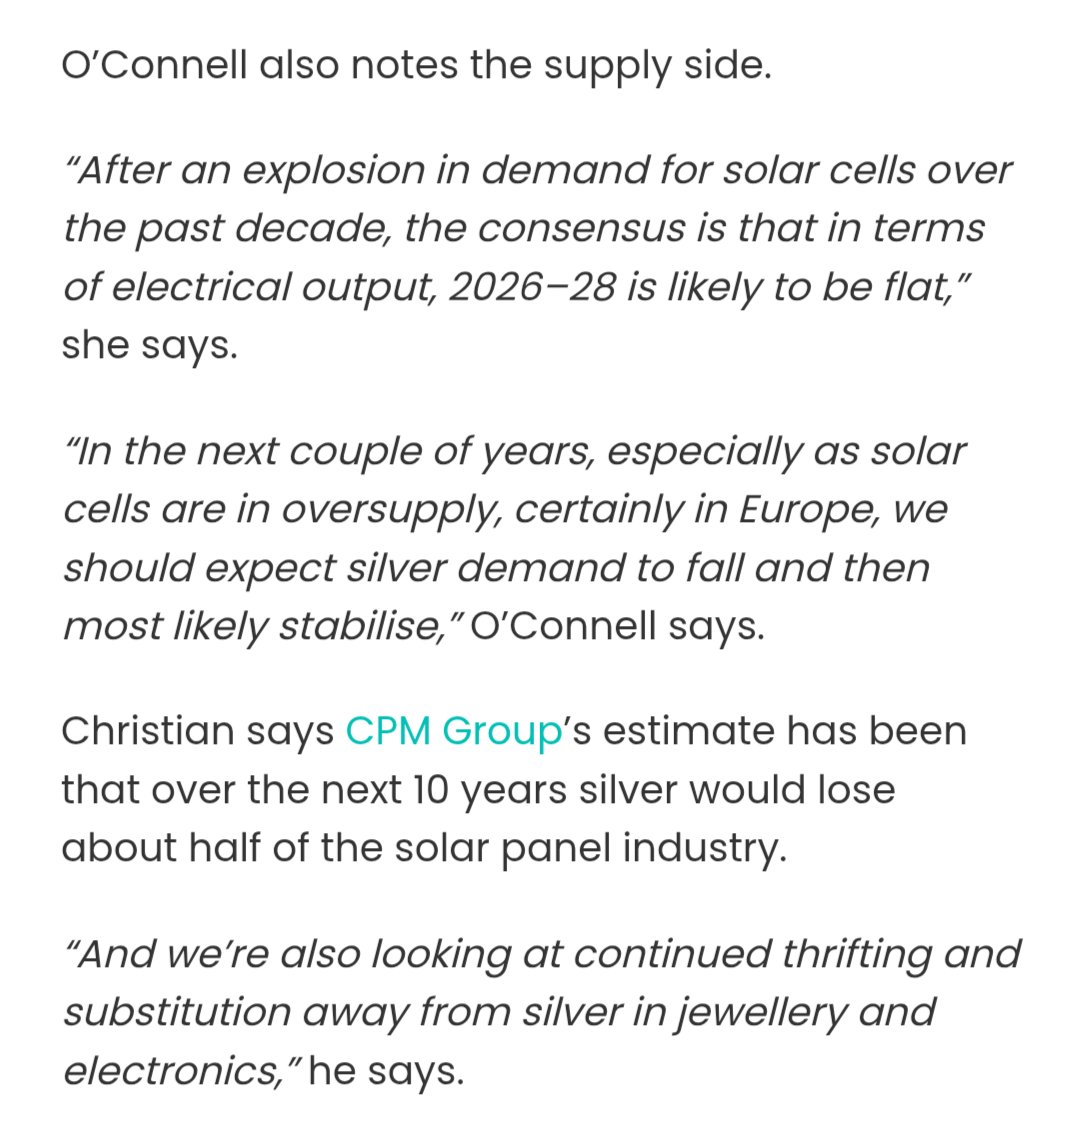 O’Connell also notes the supply side.
“After an explosion in demand for solar cells over
the past decade, the consensus is that in terms
of electrical output, 2026–28 is likely to be flat,”
she says.
“In the next couple of years, especially as solar
cells are in oversupply, certainly in Europe, we
should expect silver demand to fall and then
most likely stabilise,” O’Connell says.
Christian says CPM Group’s estimate has been
that over the next 10 years silver would lose
about half of the solar panel industry.
“And we’re also looking at continued thrifting and
substitution away from silver in jewellery and
electronics,” he says.